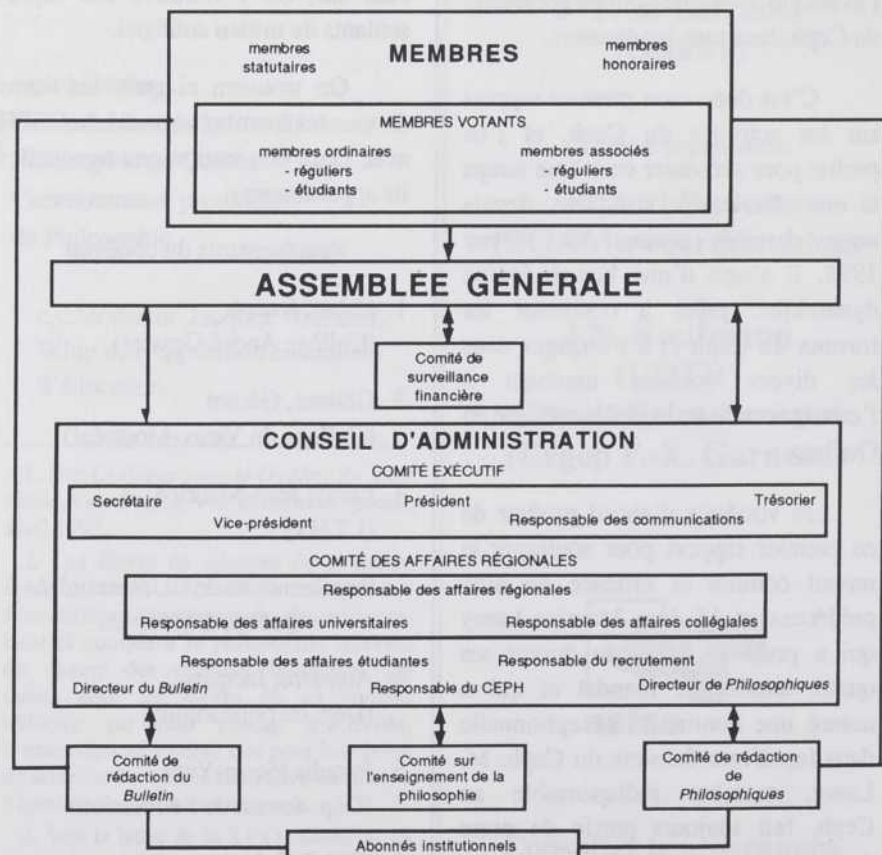 membres
statutaires
MEMBRES
membres
honoraires
MEMBRES VOTANTS
membres ordinaires
- réguliers
- étudiants
membres associés
- réguliers
- étudiants
ASSEMBLÉE GÉNÉRALE
Comité de
surveillance
financière
CONSEIL D'ADMINISTRATION
COMITÉ EXÉCUTIF
Secrétaire Président Trésorier
Vice-président Responsable des communications
COMITÉ DES AFFAIRES RÉGIONALES
Responsable des affaires régionales
Responsable des affaires universitaires Responsable des affaires collégiales
Responsable des affaires étudiantes Responsable du recrutement
Directeur du Bulletin Responsable du CEPH Directeur de Philosophiques
Comité de
rédaction du
Bulletin
Comité sur
l'enseignement de la
philosophie
Comité de rédaction
de
Philosophiques
Abonnés institutionnels